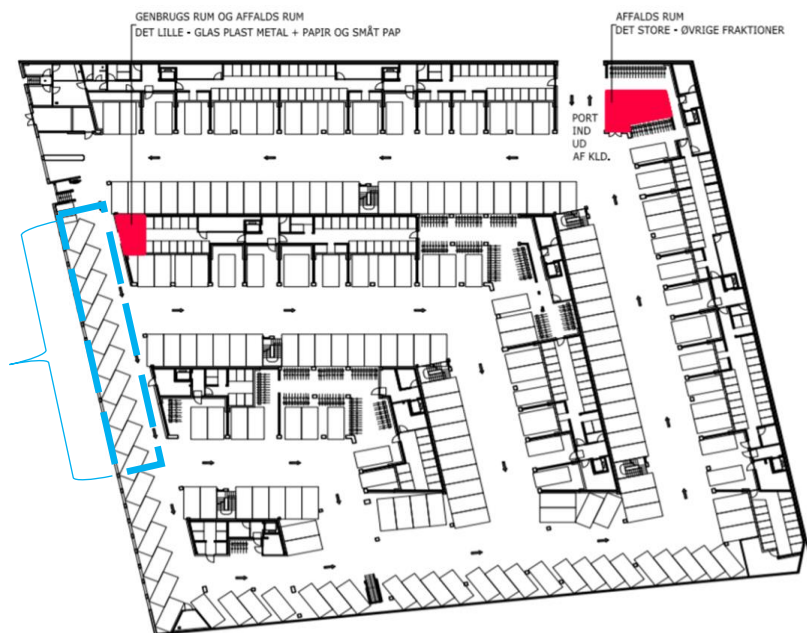 GENBRUGS RUM OG AFFALDS RUM
DET LILLE - GLAS PLAST METAL + PAPIR OG SMÅT PAP
AFFALDS RUM
DET STORE - ØVRIGE FRAKTIONER
PORT
IND
UD
AF KLD.